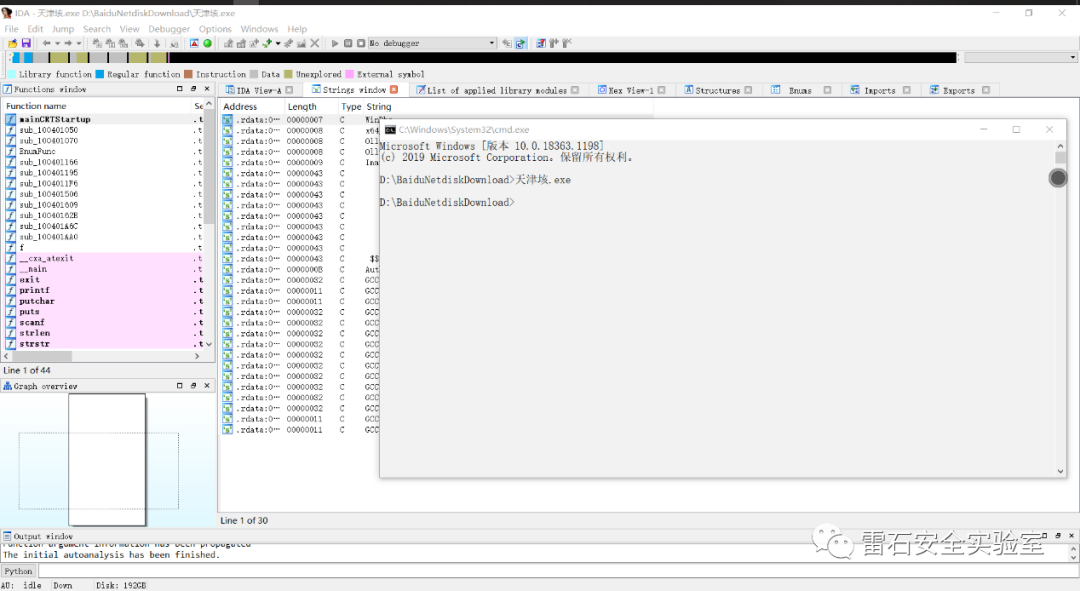 IDA - 天津垓.exe D:\BaiduNetdiskDownload\天津垓.exe
File Edit Jump Search View Debugger Options Windows Help
No debugger
Library function Regular function Instruction Data Unexplored External symbol
Functions window
IDA View-A Strings window List of applied library modules Hex View-1 Structures Enums Imports Exports
Function name Se
mainCRTStartup .t
sub_100401050 .t
sub_100401070 .t
EnumFunc .t
sub_100401166 .t
sub_100401195 .t
sub_1004011F6 .t
sub_100401506 .t
sub_100401609 .t
sub_10040162B .t
sub_100401A6C .t
sub_100401AA0 .t
f .t
__cxa_atexit .t
__main .t
exit .t
printf .t
putchar .t
puts .t
scanf .t
strlen .t
strstr .t
Line 1 of 44
Graph overview
Address Length Type String
.rdata:0… 00000007 C
.rdata:0… 00000008 C x64
.rdata:0… 00000008 C Oll
.rdata:0… 00000008 C Oll
.rdata:0… 00000009 C
.rdata:0… 00000043 C
.rdata:0… 00000043 C
.rdata:0… 00000043 C
.rdata:0… 00000043 C
.rdata:0… 00000043 C
.rdata:0… 00000043 C
.rdata:0… 00000043 C
.rdata:0… 00000043 C
.rdata:0… 00000043 C $$
.rdata:0… 0000000B C Aut
.rdata:0… 00000032 C GCC
.rdata:0… 00000011 C GCC
.rdata:0… 00000011 C GCC
.rdata:0… 00000032 C GCC
.rdata:0… 00000032 C GCC
.rdata:0… 00000032 C GCC
.rdata:0… 00000032 C GCC
.rdata:0… 00000032 C GCC
.rdata:0… 00000032 C GCC
.rdata:0… 00000032 C GCC
.rdata:0… 00000032 C GCC
.rdata:0… 00000032 C GCC
.rdata:0… 00000032 C GCC
.rdata:0… 00000011 C GCC
.rdata:0… 00000011 C GCC
Line 1 of 30
C:\Windows\System32\cmd.exe
Microsoft Windows [版本 10.0.18363.1198]
(c) 2019 Microsoft Corporation。保留所有权利。
D:\BaiduNetdiskDownload>天津垓.exe
D:\BaiduNetdiskDownload>
Output window
Function argument information has been propagated
The initial autoanalysis has been finished.
Python
AU: idle Down Disk: 192GB
雷石安全实验室